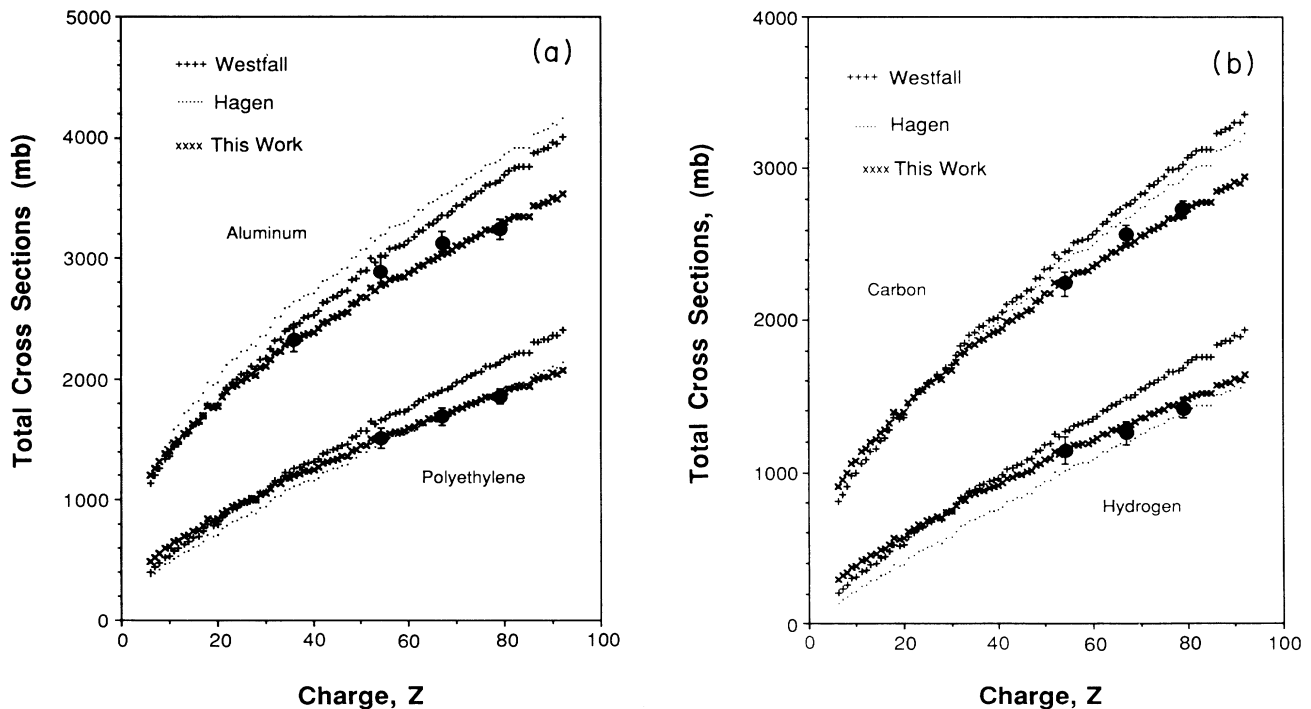 (a)
++++ Westfall
........ Hagen
xxxx This Work
Aluminum
Polyethylene
5000
4000
3000
2000
1000
0
0 20 40 60 80 100
Total Cross Sections (mb)
Charge, Z
(b)
++++ Westfall
........ Hagen
xxxx This Work
Carbon
Hydrogen
4000
3000
2000
1000
0
0 20 40 60 80 100
Total Cross Sections, (mb)
Charge, Z